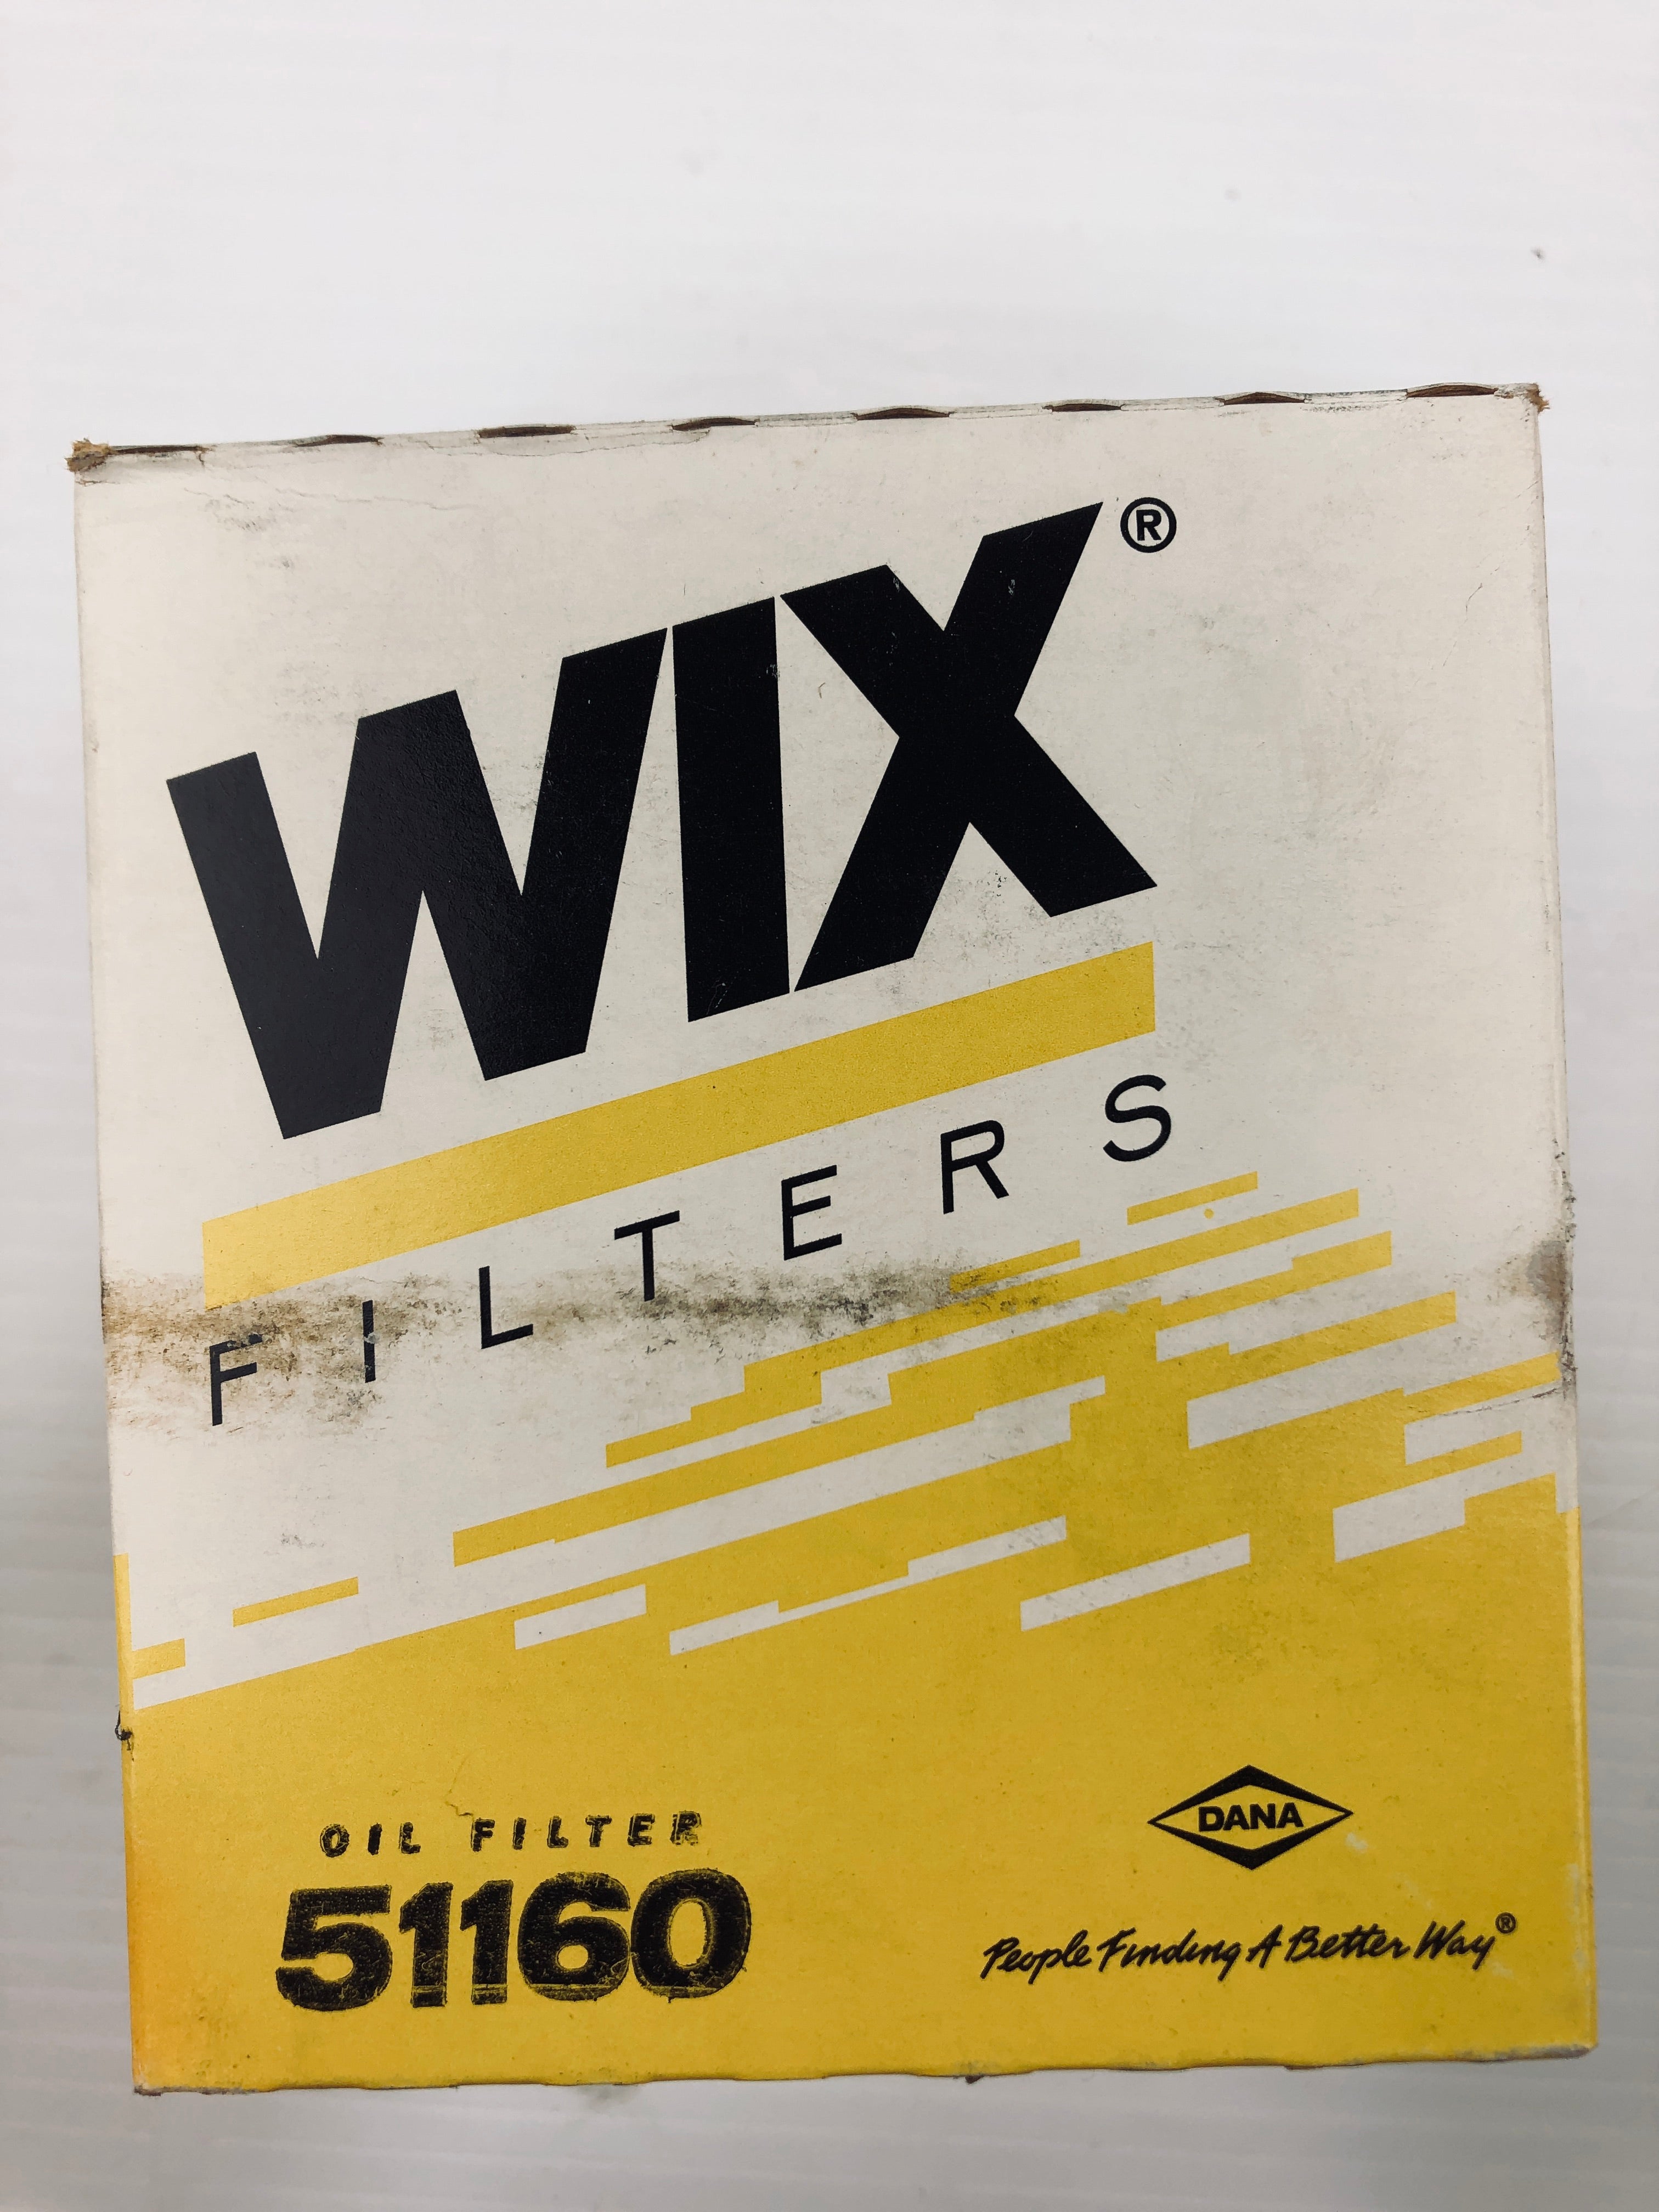 WIX®
FILTERS
OIL FILTER
51160
DANA
People Finding A Better Way®